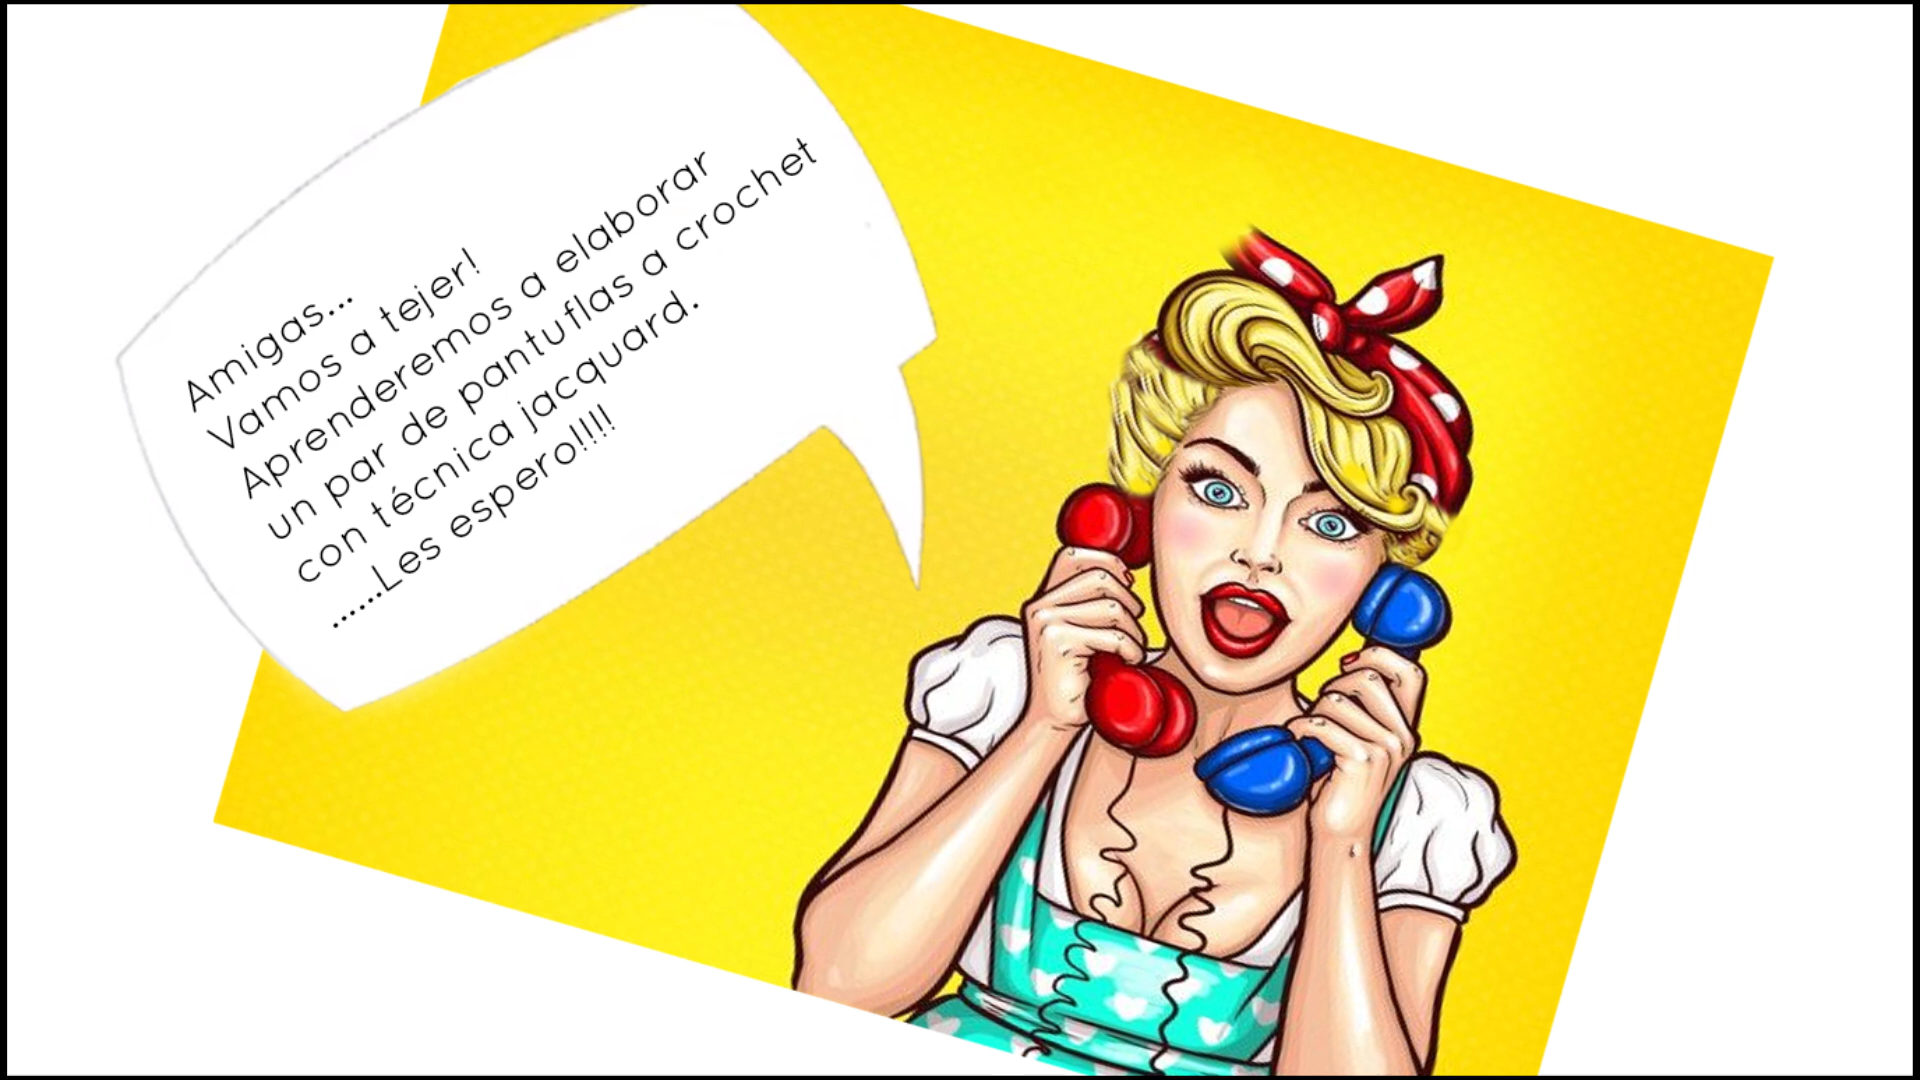 Amigas...
Vamos a tejer!
Aprenderemos a elaborar
un par de pantuflas a crochet
con técnica jacquard.
......Les espero!!!!